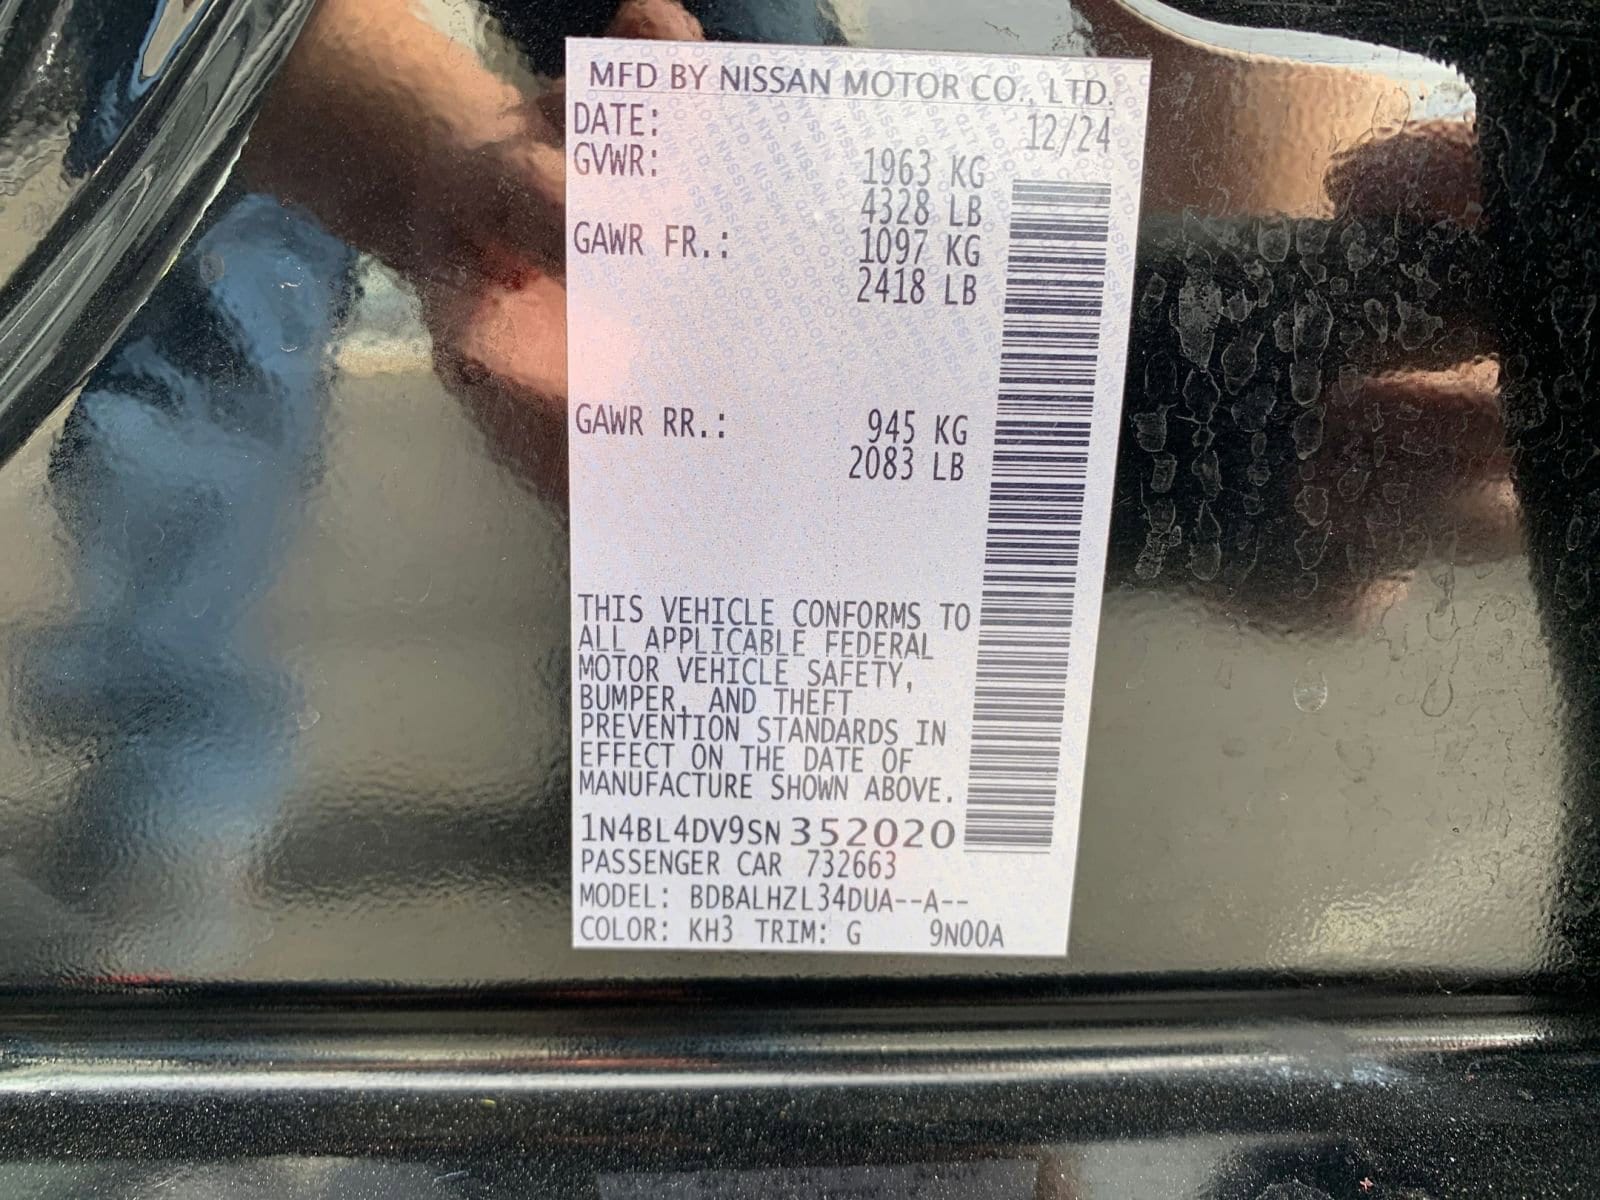 MFD BY NISSAN MOTOR CO., LTD.
DATE: 12/24
GVWR: 1963 KG
4328 LB
GAWR FR.: 1097 KG
2418 LB
GAWR RR.: 945 KG
2083 LB
THIS VEHICLE CONFORMS TO
ALL APPLICABLE FEDERAL
MOTOR VEHICLE SAFETY,
BUMPER, AND THEFT
PREVENTION STANDARDS IN
EFFECT ON THE DATE OF
MANUFACTURE SHOWN ABOVE.
1N4BL4DV9SN352020
PASSENGER CAR 732663
MODEL: BDBALHZL34DUA--A--
COLOR: KH3 TRIM: G 9N00A